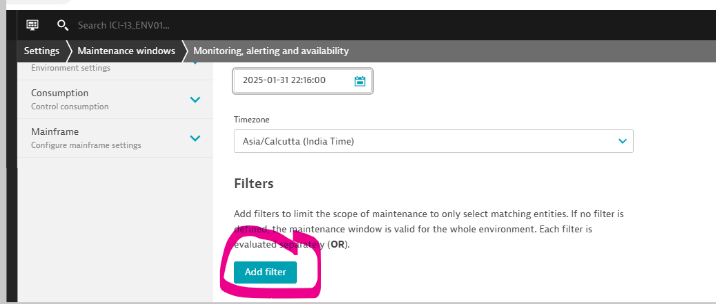 Search ICI-13_ENV01...
Settings Maintenance windows Monitoring, alerting and availability
Environment settings
Consumption
Control consumption
Mainframe
Configure mainframe settings
2025-01-31 22:16:00
Timezone
Asia/Calcutta (India Time)
Filters
Add filters to limit the scope of maintenance to only select matching entities. If no filter is
defined, the maintenance window is valid for the whole environment. Each filter is
evaluated separately (OR).
Add filter